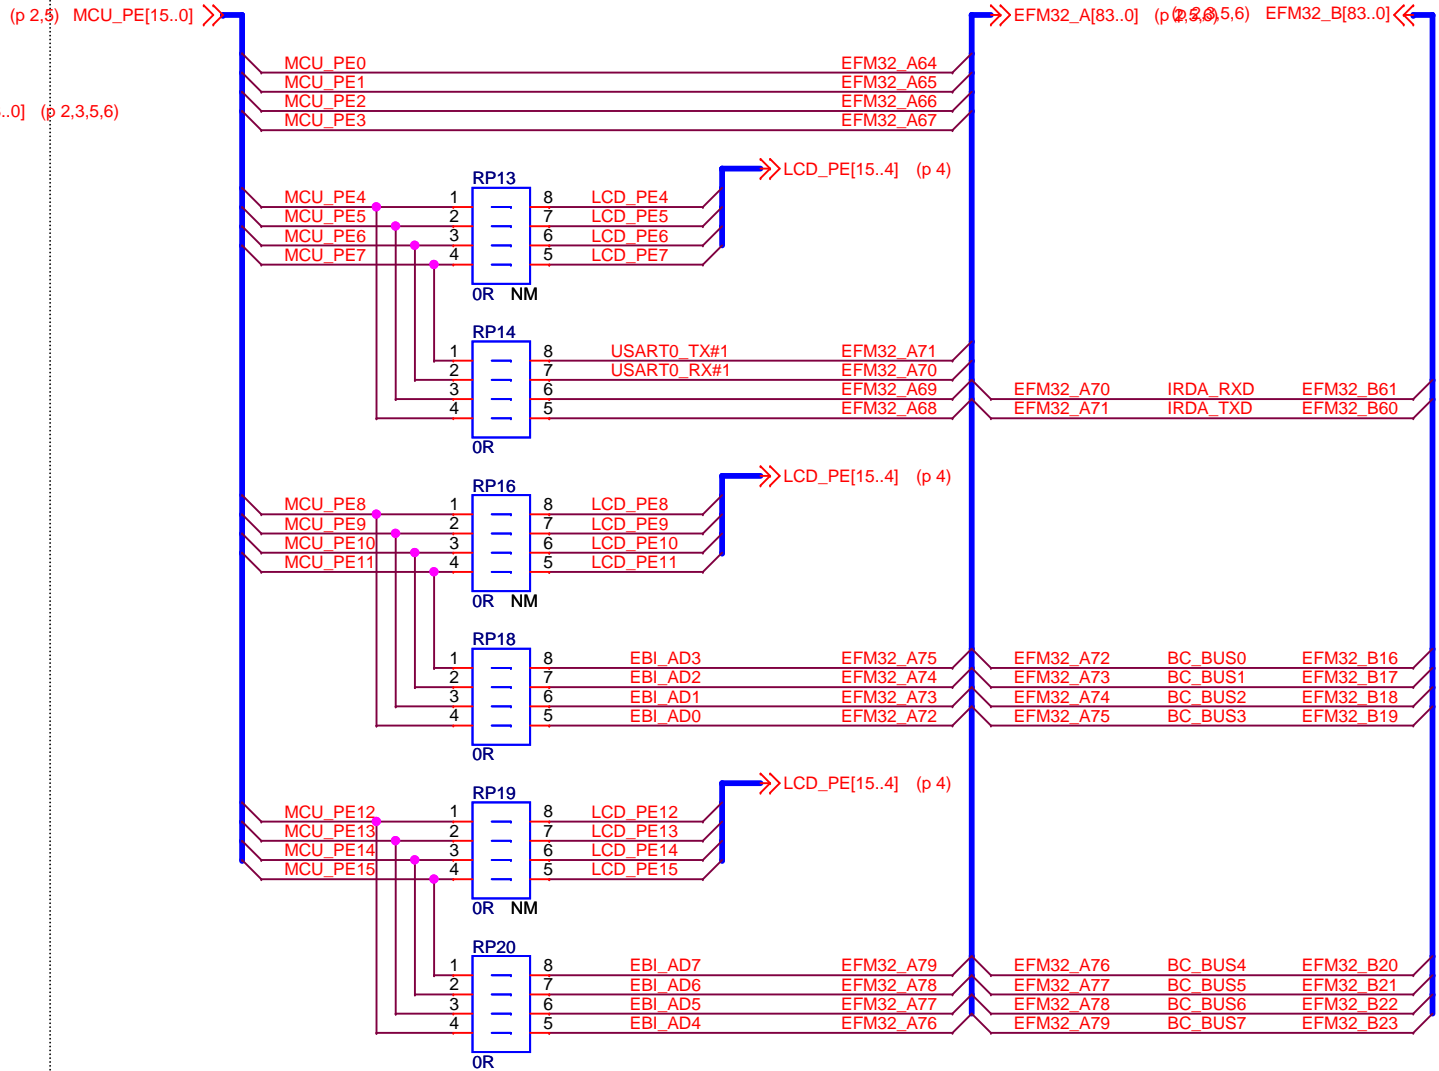 (p 2,5) MCU_PE[15..0] EFM32_A[83..0] EFM32_B[83..0]
MCU_PE0 EFM32_A64
MCU_PE1 EFM32_A65
MCU_PE2 EFM32_A66
..0] (p 2,3,5,6)
MCU_PE3 EFM32_A67
LCD_PE[15..4] (p 4)
RP13
MCU_PE4 1 8 LCD_PE4
MCU_PE5 2 7 LCD_PE5
MCU_PE6 3 6 LCD_PE6
MCU_PE7 4 5 LCD_PE7
0R NM
RP14
1 8 USART0_TX#1 EFM32_A71
2 7 USART0_RX#1 EFM32_A70
3 6 EFM32_A69 EFM32_A70 IRDA_RXD EFM32_B61
4 5 EFM32_A68 EFM32_A71 IRDA_TXD EFM32_B60
0R
LCD_PE[15..4] (p 4)
RP16
MCU_PE8 1 8 LCD_PE8
MCU_PE9 2 7 LCD_PE9
MCU_PE10 3 6 LCD_PE10
MCU_PE11 4 5 LCD_PE11
0R NM
RP18
1 8 EBI_AD3 EFM32_A75 EFM32_A72 BC_BUS0 EFM32_B16
2 7 EBI_AD2 EFM32_A74 EFM32_A73 BC_BUS1 EFM32_B17
3 6 EBI_AD1 EFM32_A73 EFM32_A74 BC_BUS2 EFM32_B18
4 5 EBI_AD0 EFM32_A72 EFM32_A75 BC_BUS3 EFM32_B19
0R
LCD_PE[15..4] (p 4)
RP19
MCU_PE12 1 8 LCD_PE12
MCU_PE13 2 7 LCD_PE13
MCU_PE14 3 6 LCD_PE14
MCU_PE15 4 5 LCD_PE15
0R NM
RP20
1 8 EBI_AD7 EFM32_A79 EFM32_A76 BC_BUS4 EFM32_B20
2 7 EBI_AD6 EFM32_A78 EFM32_A77 BC_BUS5 EFM32_B21
3 6 EBI_AD5 EFM32_A77 EFM32_A78 BC_BUS6 EFM32_B22
4 5 EBI_AD4 EFM32_A76 EFM32_A79 BC_BUS7 EFM32_B23
0R